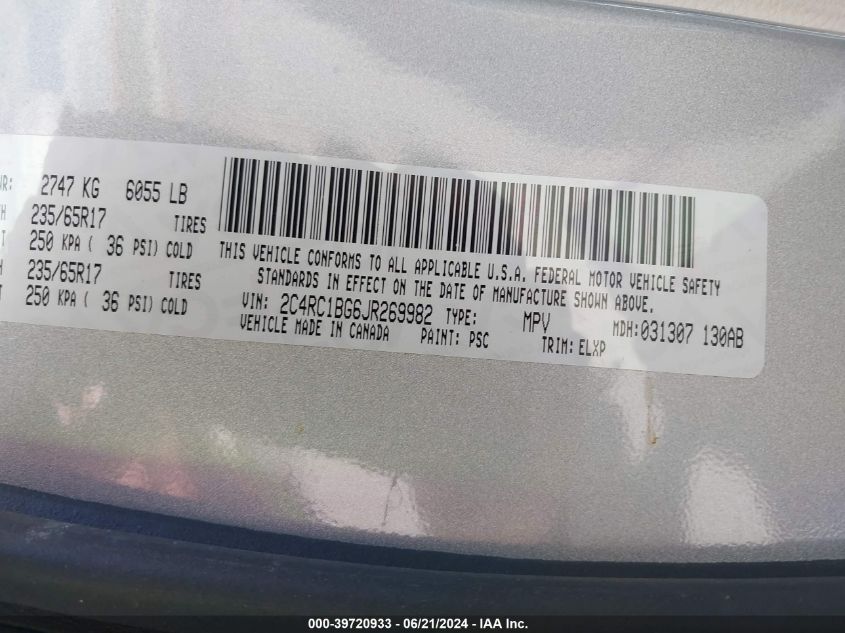 WR: 2747 KG 6055 LB
H 235/65R17 TIRES
T 250 KPA ( 36 PSI) COLD
H 235/65R17 TIRES
T 250 KPA ( 36 PSI) COLD
THIS VEHICLE CONFORMS TO ALL APPLICABLE U.S.A. FEDERAL MOTOR VEHICLE SAFETY
STANDARDS IN EFFECT ON THE DATE OF MANUFACTURE SHOWN ABOVE.
VIN: 2C4RC1BG6JR269982 TYPE: MPV MDH:031307 130AB
VEHICLE MADE IN CANADA PAINT: PSC TRIM: ELXP
000-39720933 - 06/21/2024 - IAA Inc.